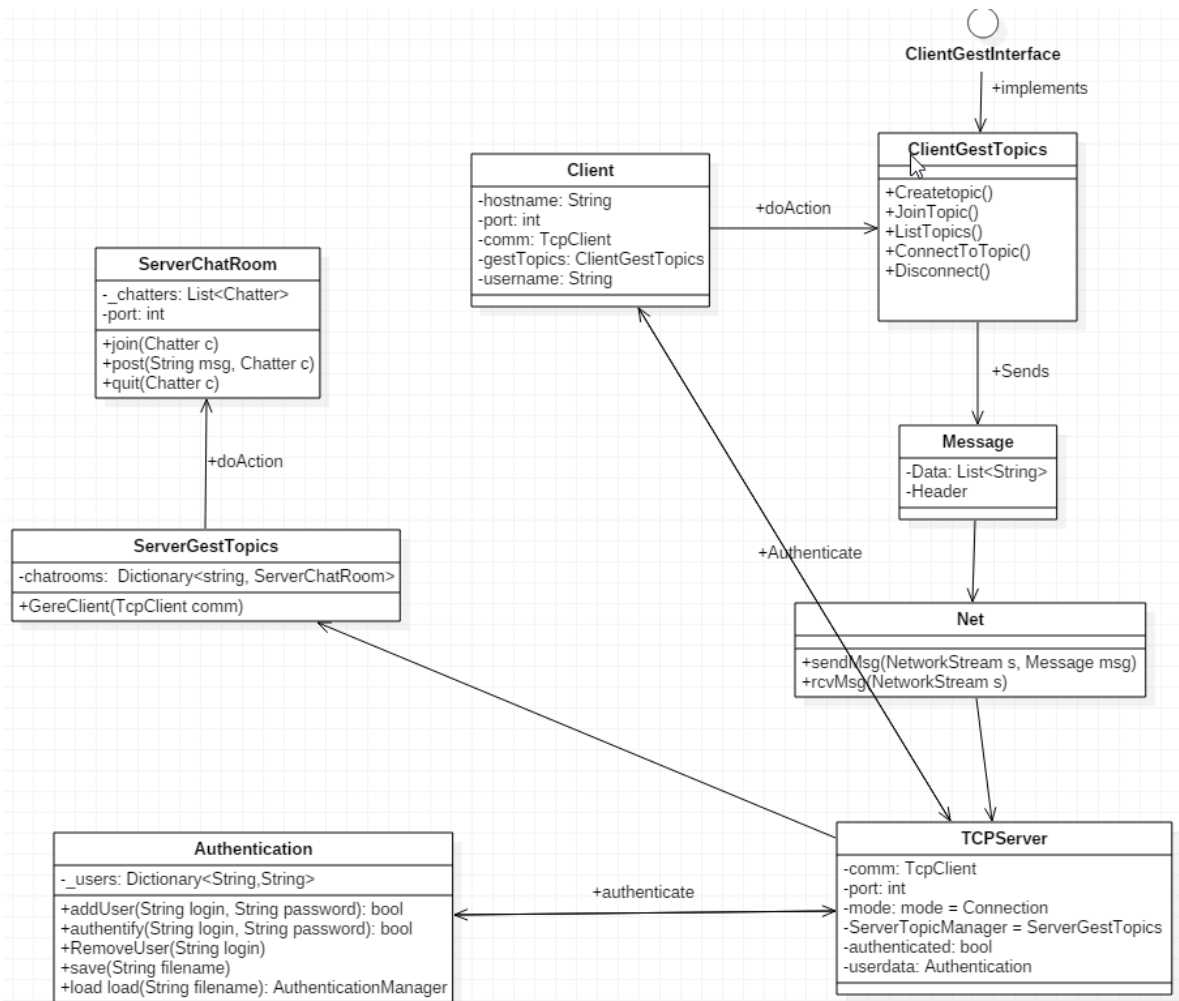 ClientGestInterface
+implements
ClientGestTopics
+Createtopic()
+JoinTopic()
+ListTopics()
+ConnectToTopic()
+Disconnect()
Client
-hostname: String
-port: int
-comm: TcpClient
-gestTopics: ClientGestTopics
-username: String
+doAction
ServerChatRoom
-_chatters: List<Chatter>
-port: int
+join(Chatter c)
+post(String msg, Chatter c)
+quit(Chatter c)
+Sends
Message
-Data: List<String>
-Header
+doAction
ServerGestTopics
-chatrooms: Dictionary<string, ServerChatRoom>
+GereClient(TcpClient comm)
+Authenticate
Net
+sendMsg(NetworkStream s, Message msg)
+rcvMsg(NetworkStream s)
TCPServer
-comm: TcpClient
-port: int
-mode: mode = Connection
-ServerTopicManager = ServerGestTopics
-authenticated: bool
-userdata: Authentication
+authenticate
Authentication
-_users: Dictionary<String,String>
+addUser(String login, String password): bool
+authentify(String login, String password): bool
+RemoveUser(String login)
+save(String filename)
+load load(String filename): AuthenticationManager